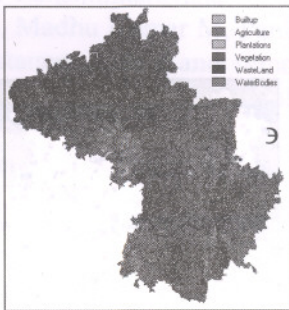 Builtup
Agriculture
Plantations
Vegetation
WasteLand
WaterBodies